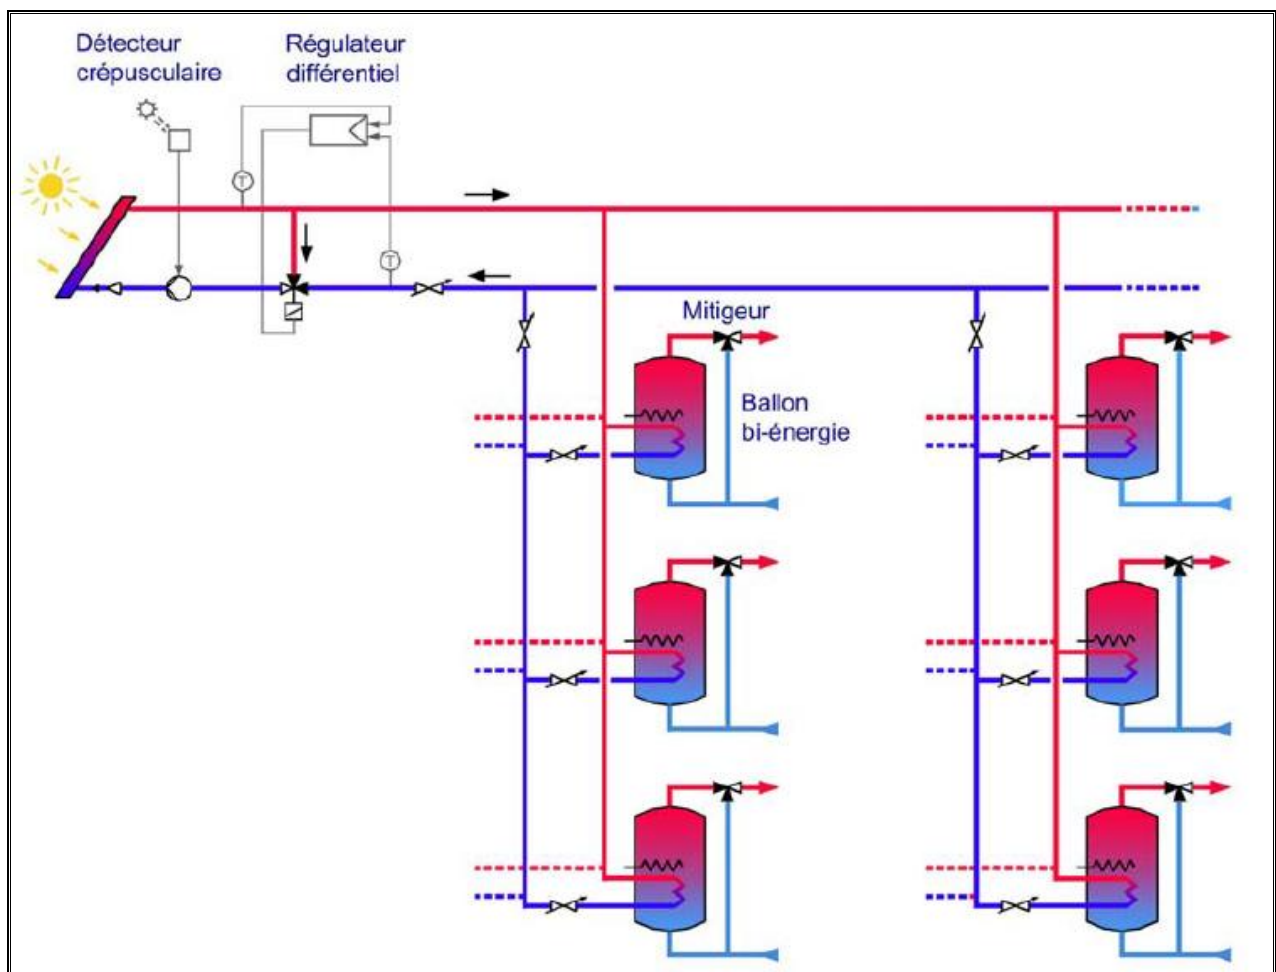 Détecteur
crépusculaire
Régulateur
différentiel
T
T
Mitigeur
Ballon
bi-énergie